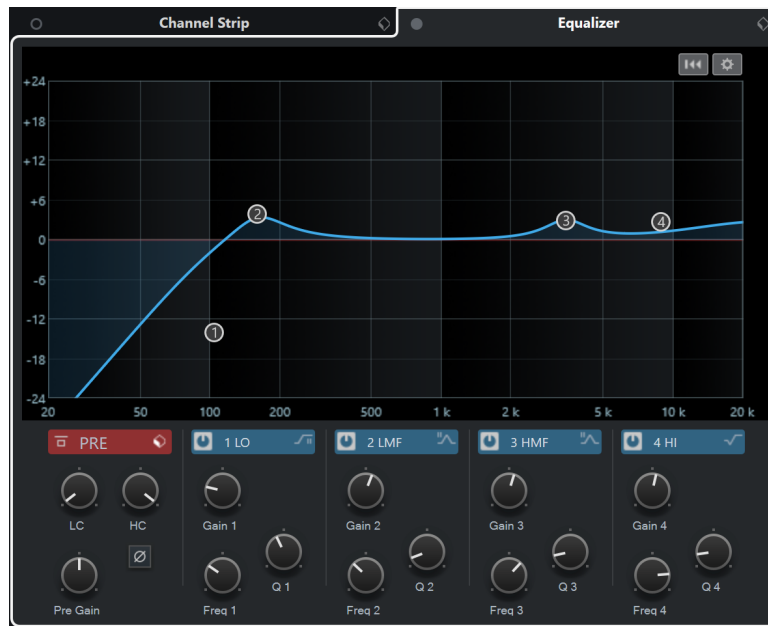 Channel Strip
Equalizer
+24
+18
+12
+6
0
-6
-12
-18
-24
1
2
3
4
20 50 100 200 500 1 k 2 k 5 k 10 k 20 k
PRE 1 LO 2 LMF 3 HMF 4 HI
LC HC Gain 1 Gain 2 Gain 3 Gain 4
Q 1 Q 2 Q 3 Q 4
Pre Gain Freq 1 Freq 2 Freq 3 Freq 4